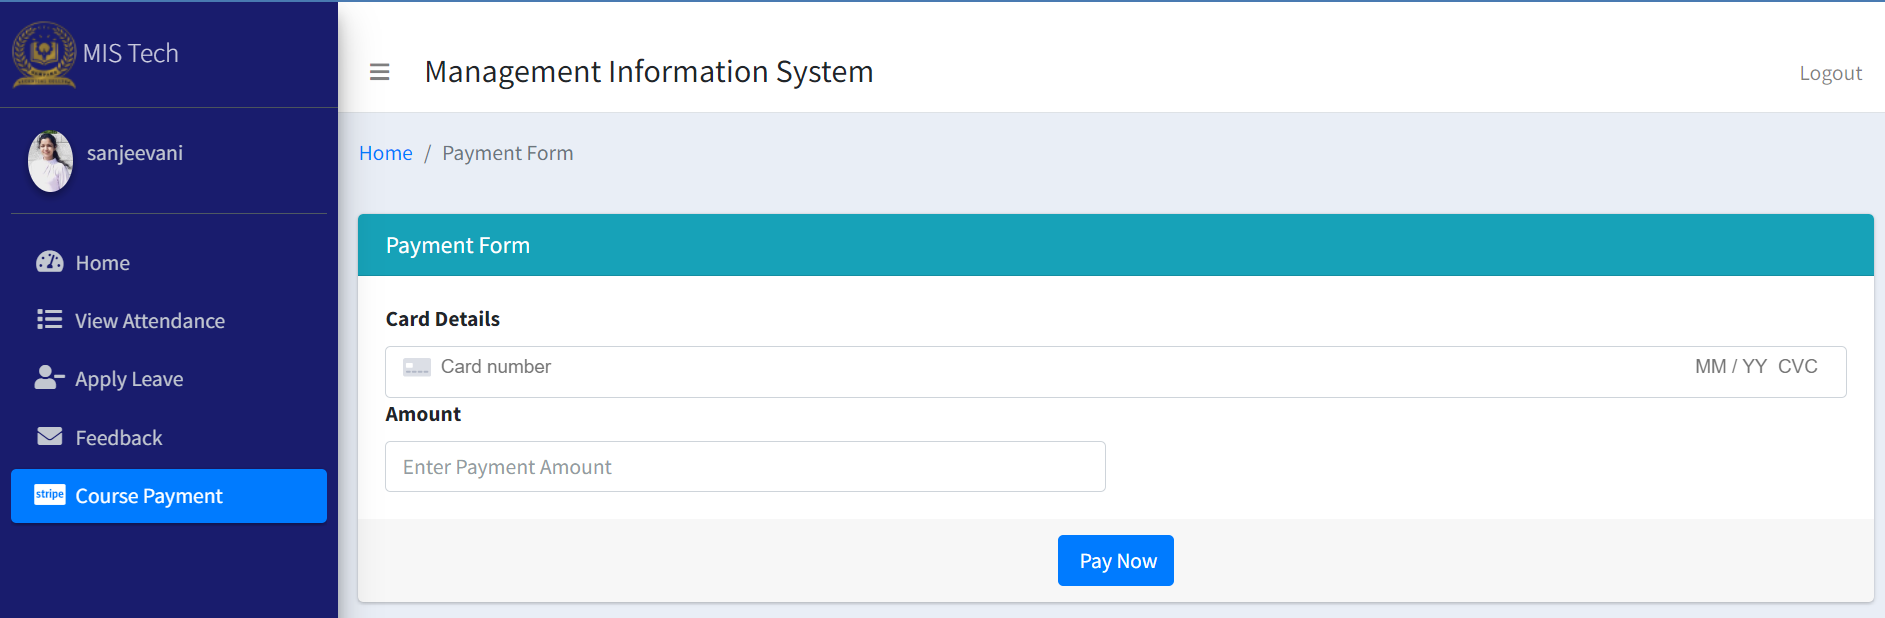 MIS Tech
Management Information System
Logout
sanjeevani
Home / Payment Form
Home
View Attendance
Apply Leave
Feedback
stripe Course Payment
Payment Form
Card Details
Card number MM / YY CVC
Amount
Enter Payment Amount
Pay Now